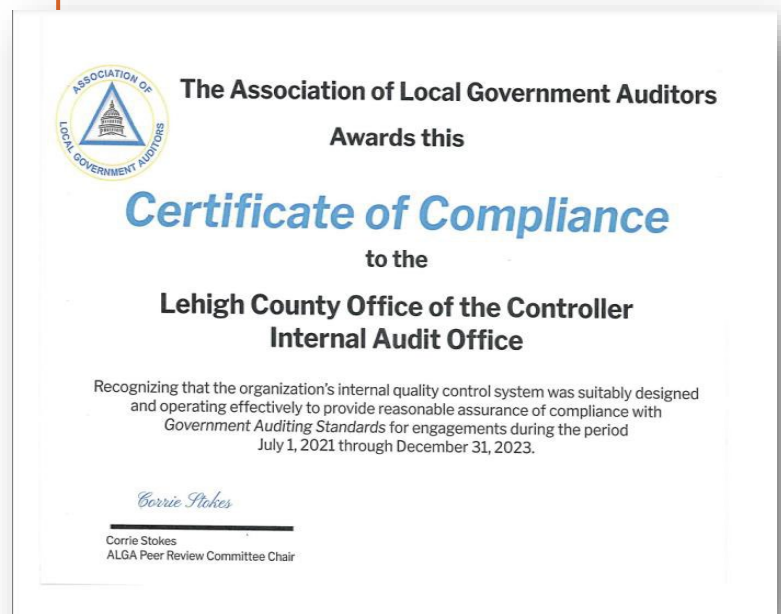 ASSOCIATION OF
LOCAL GOVERNMENT AUDITORS
The Association of Local Government Auditors
Awards this
Certificate of Compliance
to the
Lehigh County Office of the Controller
Internal Audit Office
Recognizing that the organization's internal quality control system was suitably designed
and operating effectively to provide reasonable assurance of compliance with
Government Auditing Standards for engagements during the period
July 1, 2021 through December 31, 2023.
Corrie Stokes
Corrie Stokes
ALGA Peer Review Committee Chair